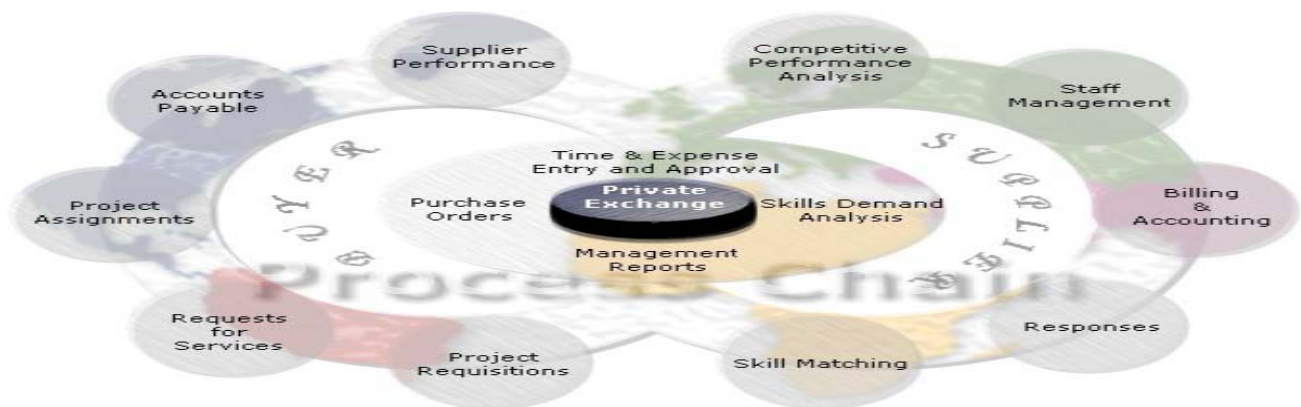 Supplier
Performance
Competitive
Performance
Analysis
Accounts
Payable
Staff
Management
BUYER
SUPPLIER
Time & Expense
Entry and Approval
Project
Assignments
Purchase
Orders
Private
Exchange
Skills Demand
Analysis
Billing
&
Accounting
Management
Reports
Process Chain
Requests
for
Services
Project
Requisitions
Skill Matching
Responses